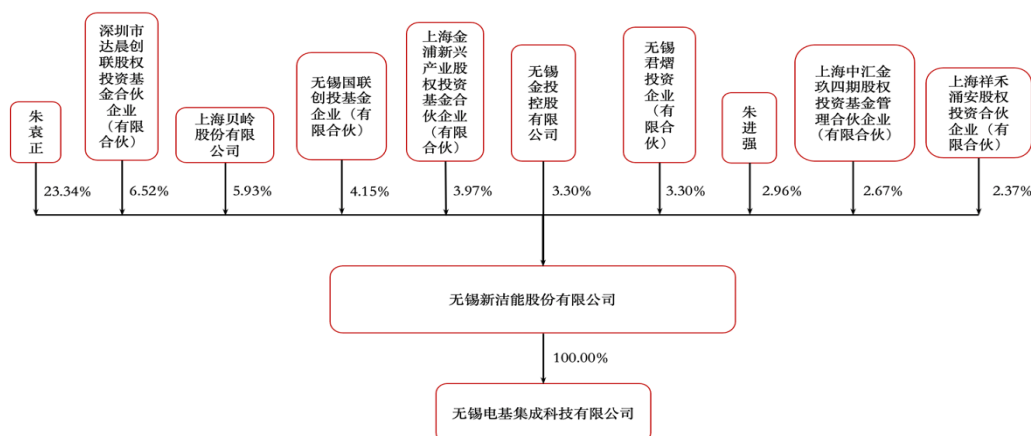 朱
袁
正
深圳市
达晨创
联股权
投资基
金合伙
企业
（有限
合伙）
上海贝岭
股份有限
公司
无锡国联
创投基金
企业（有
限合伙）
上海金
浦新兴
产业股
权投资
基金合
伙企业
（有限
合伙）
无锡
金投
控股
有限
公司
无锡
君熠
投资
企业
（有
限合
伙）
朱
进
强
上海中汇金
玖四期股权
投资基金管
理合伙企业
（有限合伙）
上海祥禾
涌安股权
投资合伙
企业（有
限合伙）
23.34%
6.52%
5.93%
4.15%
3.97%
3.30%
3.30%
2.96%
2.67%
2.37%
无锡新洁能股份有限公司
100.00%
无锡电基集成科技有限公司